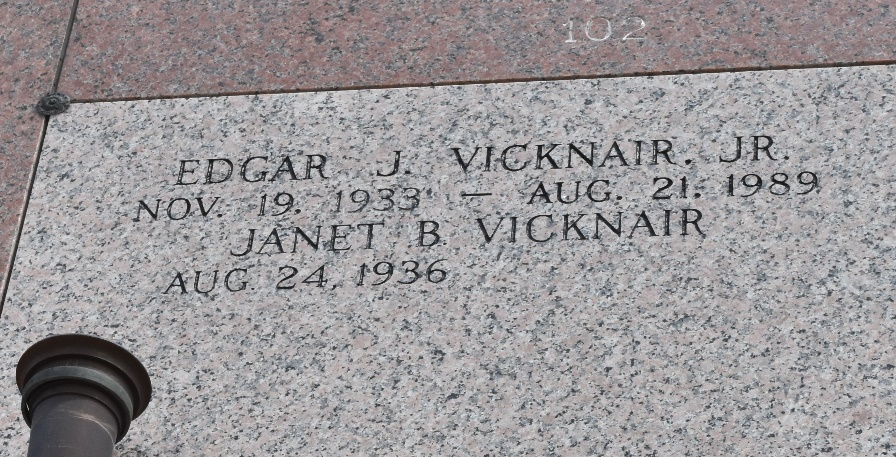 102
EDGAR J. VICKNAIR, JR.
NOV. 19, 1933 – AUG. 21, 1989
JANET B. VICKNAIR
AUG 24, 1936